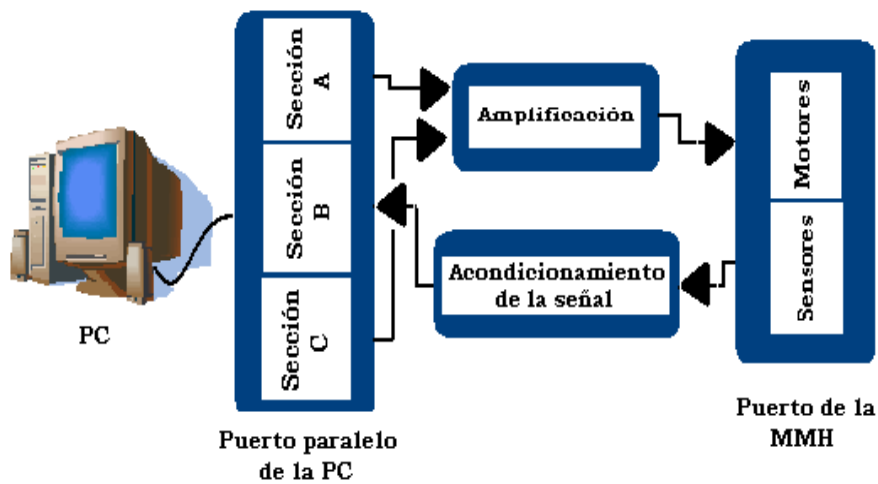 PC
Sección
A
Sección
B
Sección
C
Puerto paralelo
de la PC
Amplificación
Acondicionamiento
de la señal
Motores
Sensores
Puerto de la
MMH